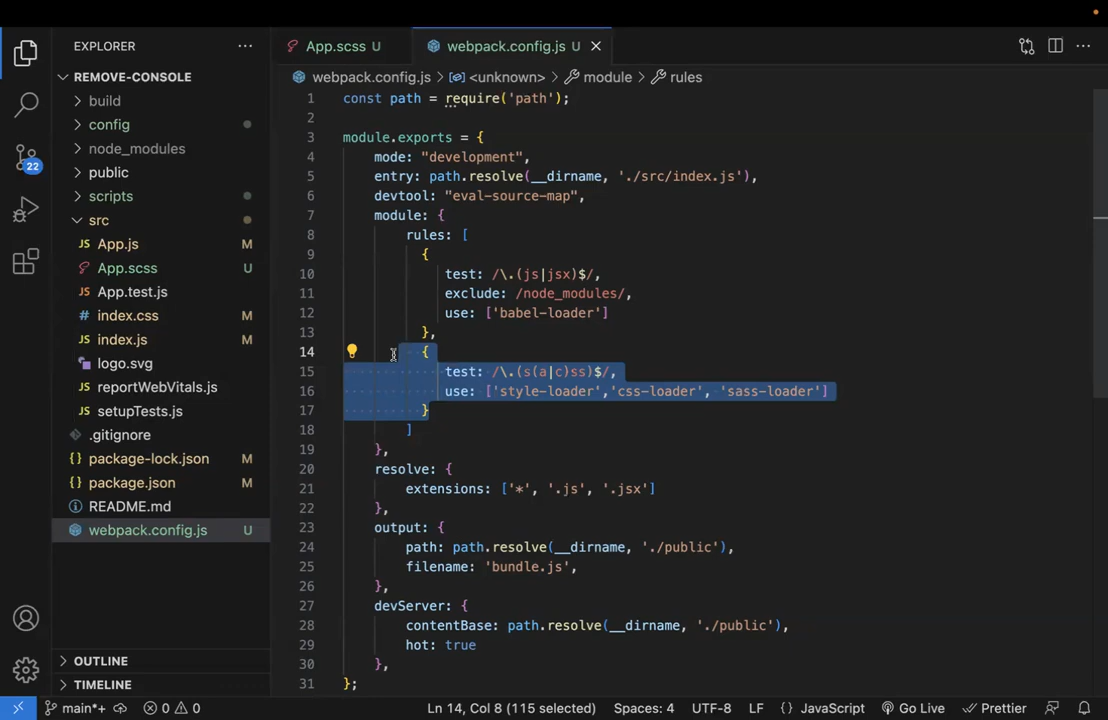 EXPLORER
REMOVE-CONSOLE
build
config
node_modules
public
scripts
src
JS App.js M
App.scss U
JS App.test.js
index.css M
JS index.js M
logo.svg
JS reportWebVitals.js
JS setupTests.js
.gitignore
{} package-lock.json M
{} package.json M
README.md
webpack.config.js U
OUTLINE
TIMELINE
22
App.scss U
webpack.config.js U
webpack.config.js > <unknown> > module > rules
1 const path = require('path');
2
3 module.exports = {
4 mode: "development",
5 entry: path.resolve(__dirname, './src/index.js'),
6 devtool: "eval-source-map",
7 module: {
8 rules: [
9 {
10 test: /\.(js|jsx)$/,
11 exclude: /node_modules/,
12 use: ['babel-loader']
13 },
14 {
15 test: /\.(s(a|c)ss)$/,
16 use: ['style-loader','css-loader', 'sass-loader']
17 }
18 ]
19 },
20 resolve: {
21 extensions: ['*', '.js', '.jsx']
22 },
23 output: {
24 path: path.resolve(__dirname, './public'),
25 filename: 'bundle.js',
26 },
27 devServer: {
28 contentBase: path.resolve(__dirname, './public'),
29 hot: true
30 },
31 };
main*+ 0 0 Ln 14, Col 8 (115 selected) Spaces: 4 UTF-8 LF {} JavaScript Go Live Prettier